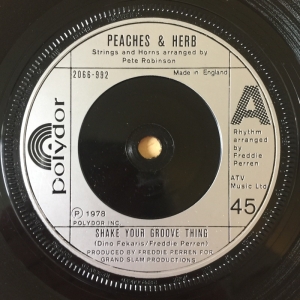 PEACHES & HERB
Strings and Horns arranged by
Pete Robinson
2066-992
Made in England
A
polydor
Rhythm
arranged
by
Freddie
Perren
ATV
Music Ltd
45
Ⓟ 1978
POLYDOR INC.
SHAKE YOUR GROOVE THING
(Dino Fekaris/Freddie Perren)
PRODUCED BY FREDDIE PERREN FOR
GRAND SLAM PRODUCTIONS